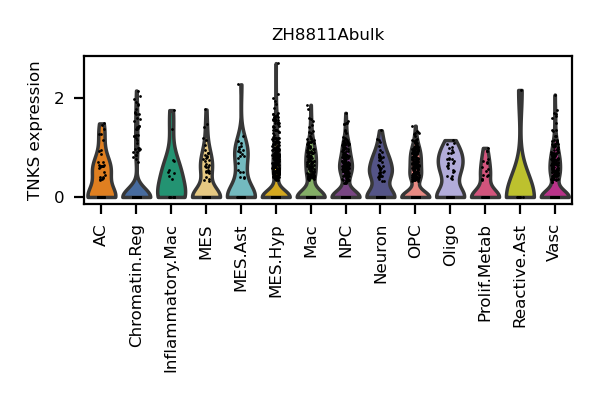 ZH8811Abulk
TNKS expression
2
0
AC
Chromatin.Reg
Inflammatory.Mac
MES
MES.Ast
MES.Hyp
Mac
NPC
Neuron
OPC
Oligo
Prolif.Metab
Reactive.Ast
Vasc